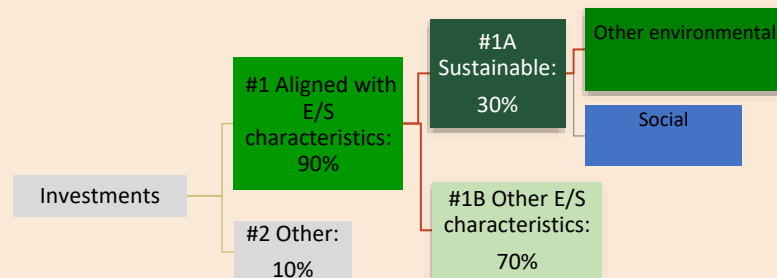 Investments
#1 Aligned with
E/S
characteristics:
90%
#2 Other:
10%
#1A
Sustainable:
30%
#1B Other E/S
characteristics:
70%
Other environmental
Social